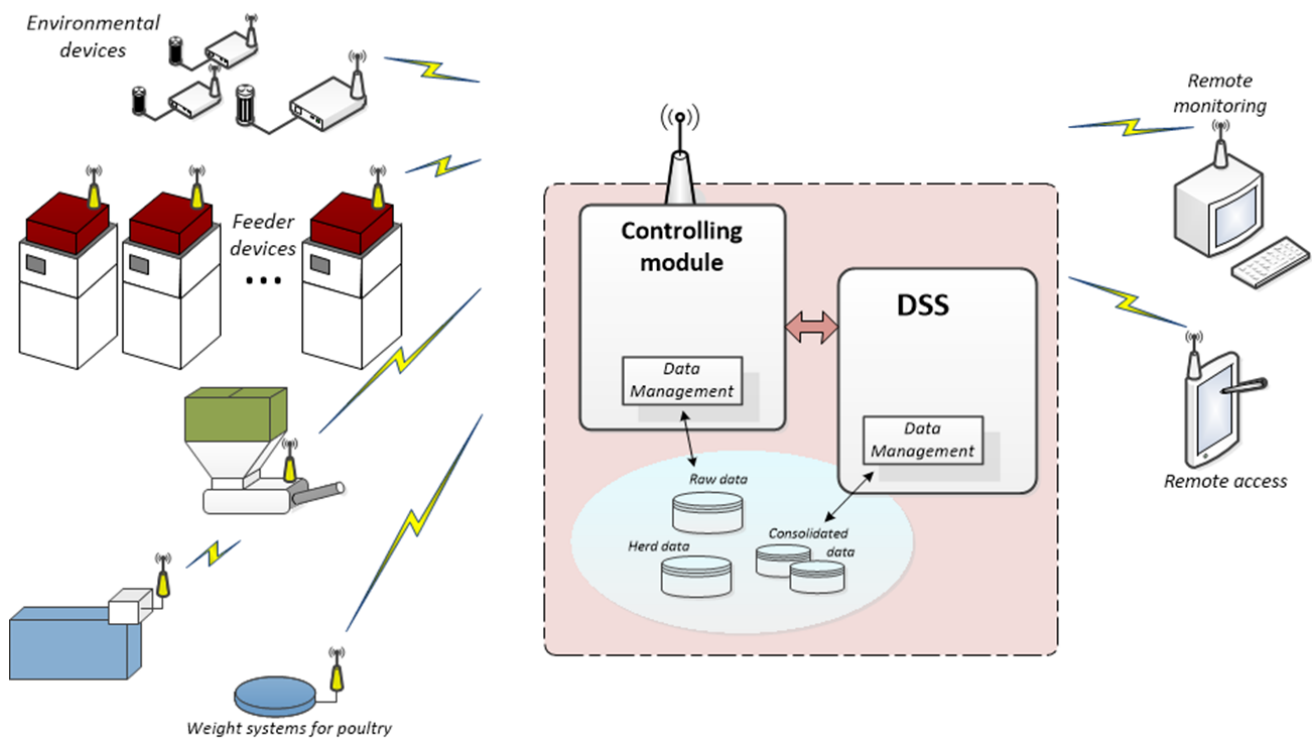 Environmental
devices
Feeder
devices
...
Weight systems for poultry
Controlling
module
Data
Management
DSS
Data
Management
Raw data
Herd data
Consolidated
data
Remote
monitoring
Remote access